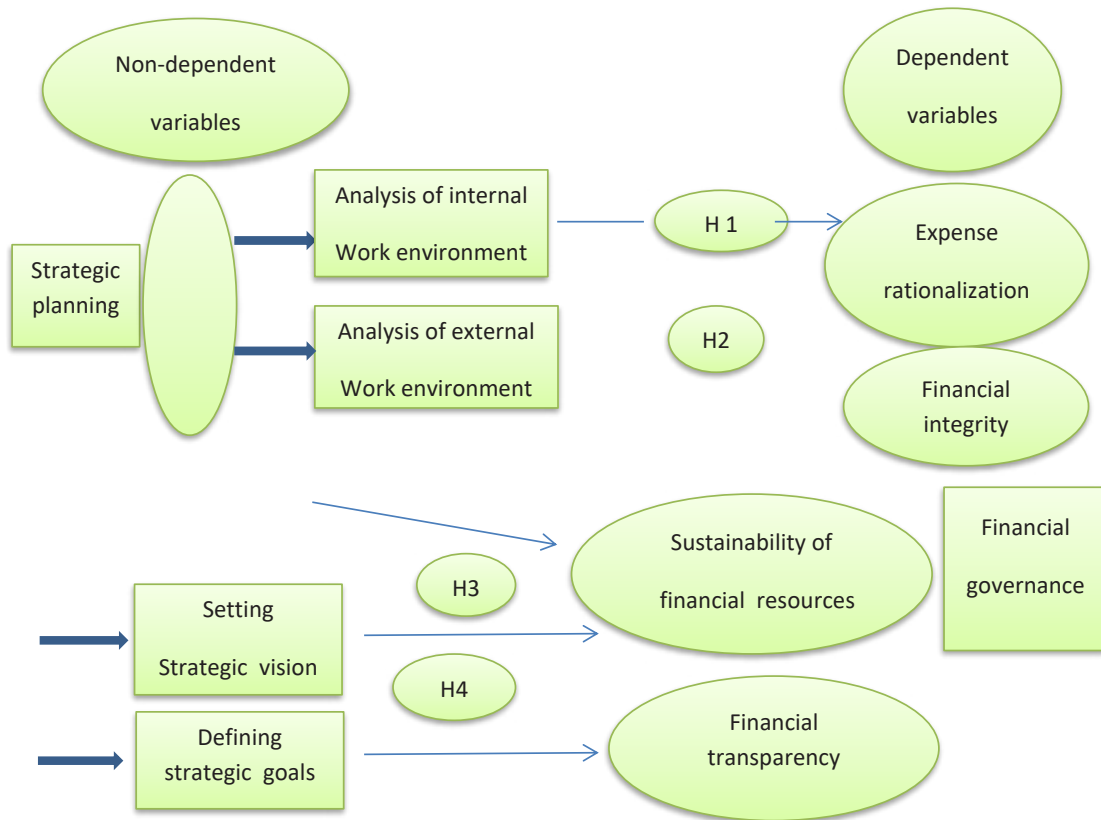 Non-dependent
variables
Dependent
variables
Analysis of internal
Work environment
H 1
Expense
rationalization
Strategic
planning
Analysis of external
Work environment
H2
Financial
integrity
Sustainability of
financial resources
Financial
governance
H3
Setting
Strategic vision
H4
Defining
strategic goals
Financial
transparency